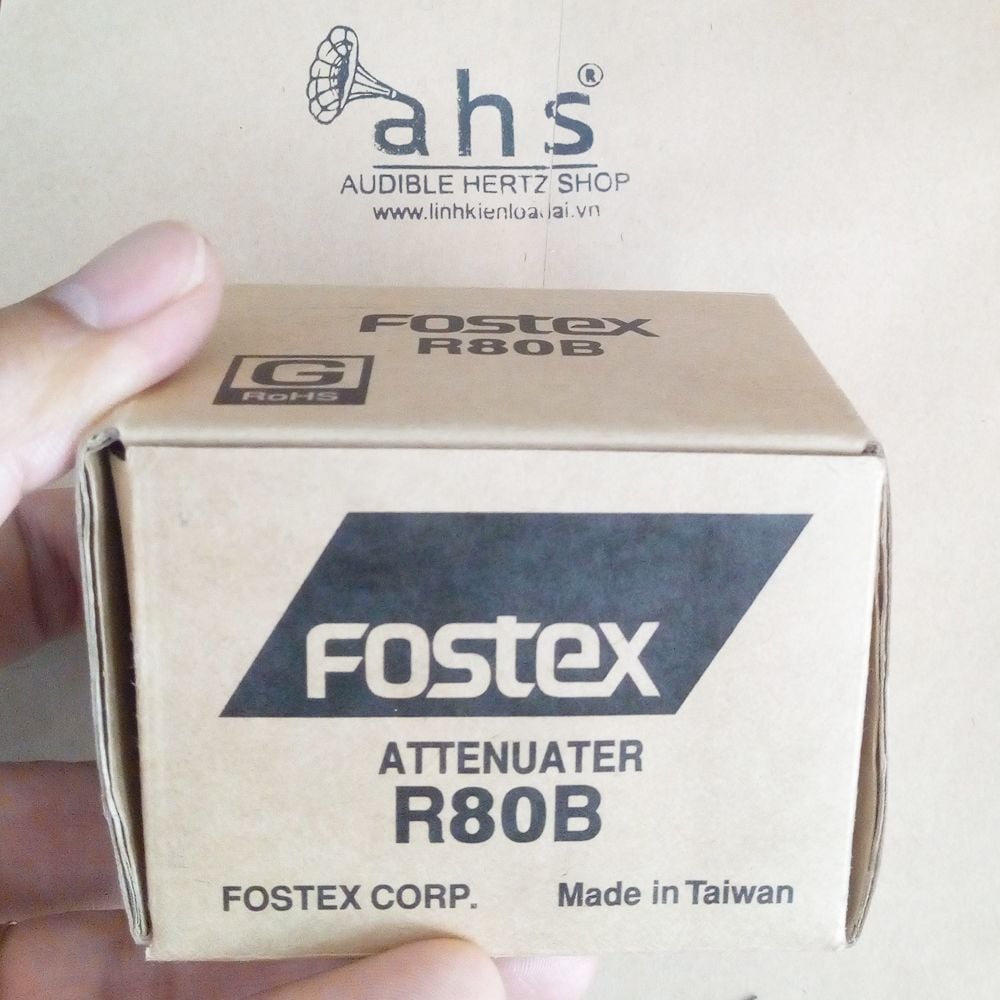 ahs®
AUDIBLE HERTZ SHOP
www.linhkienloadai.vn
Fostex
R80B
G
RoHS
Fostex
ATTENUATER
R80B
FOSTEX CORP. Made in Taiwan